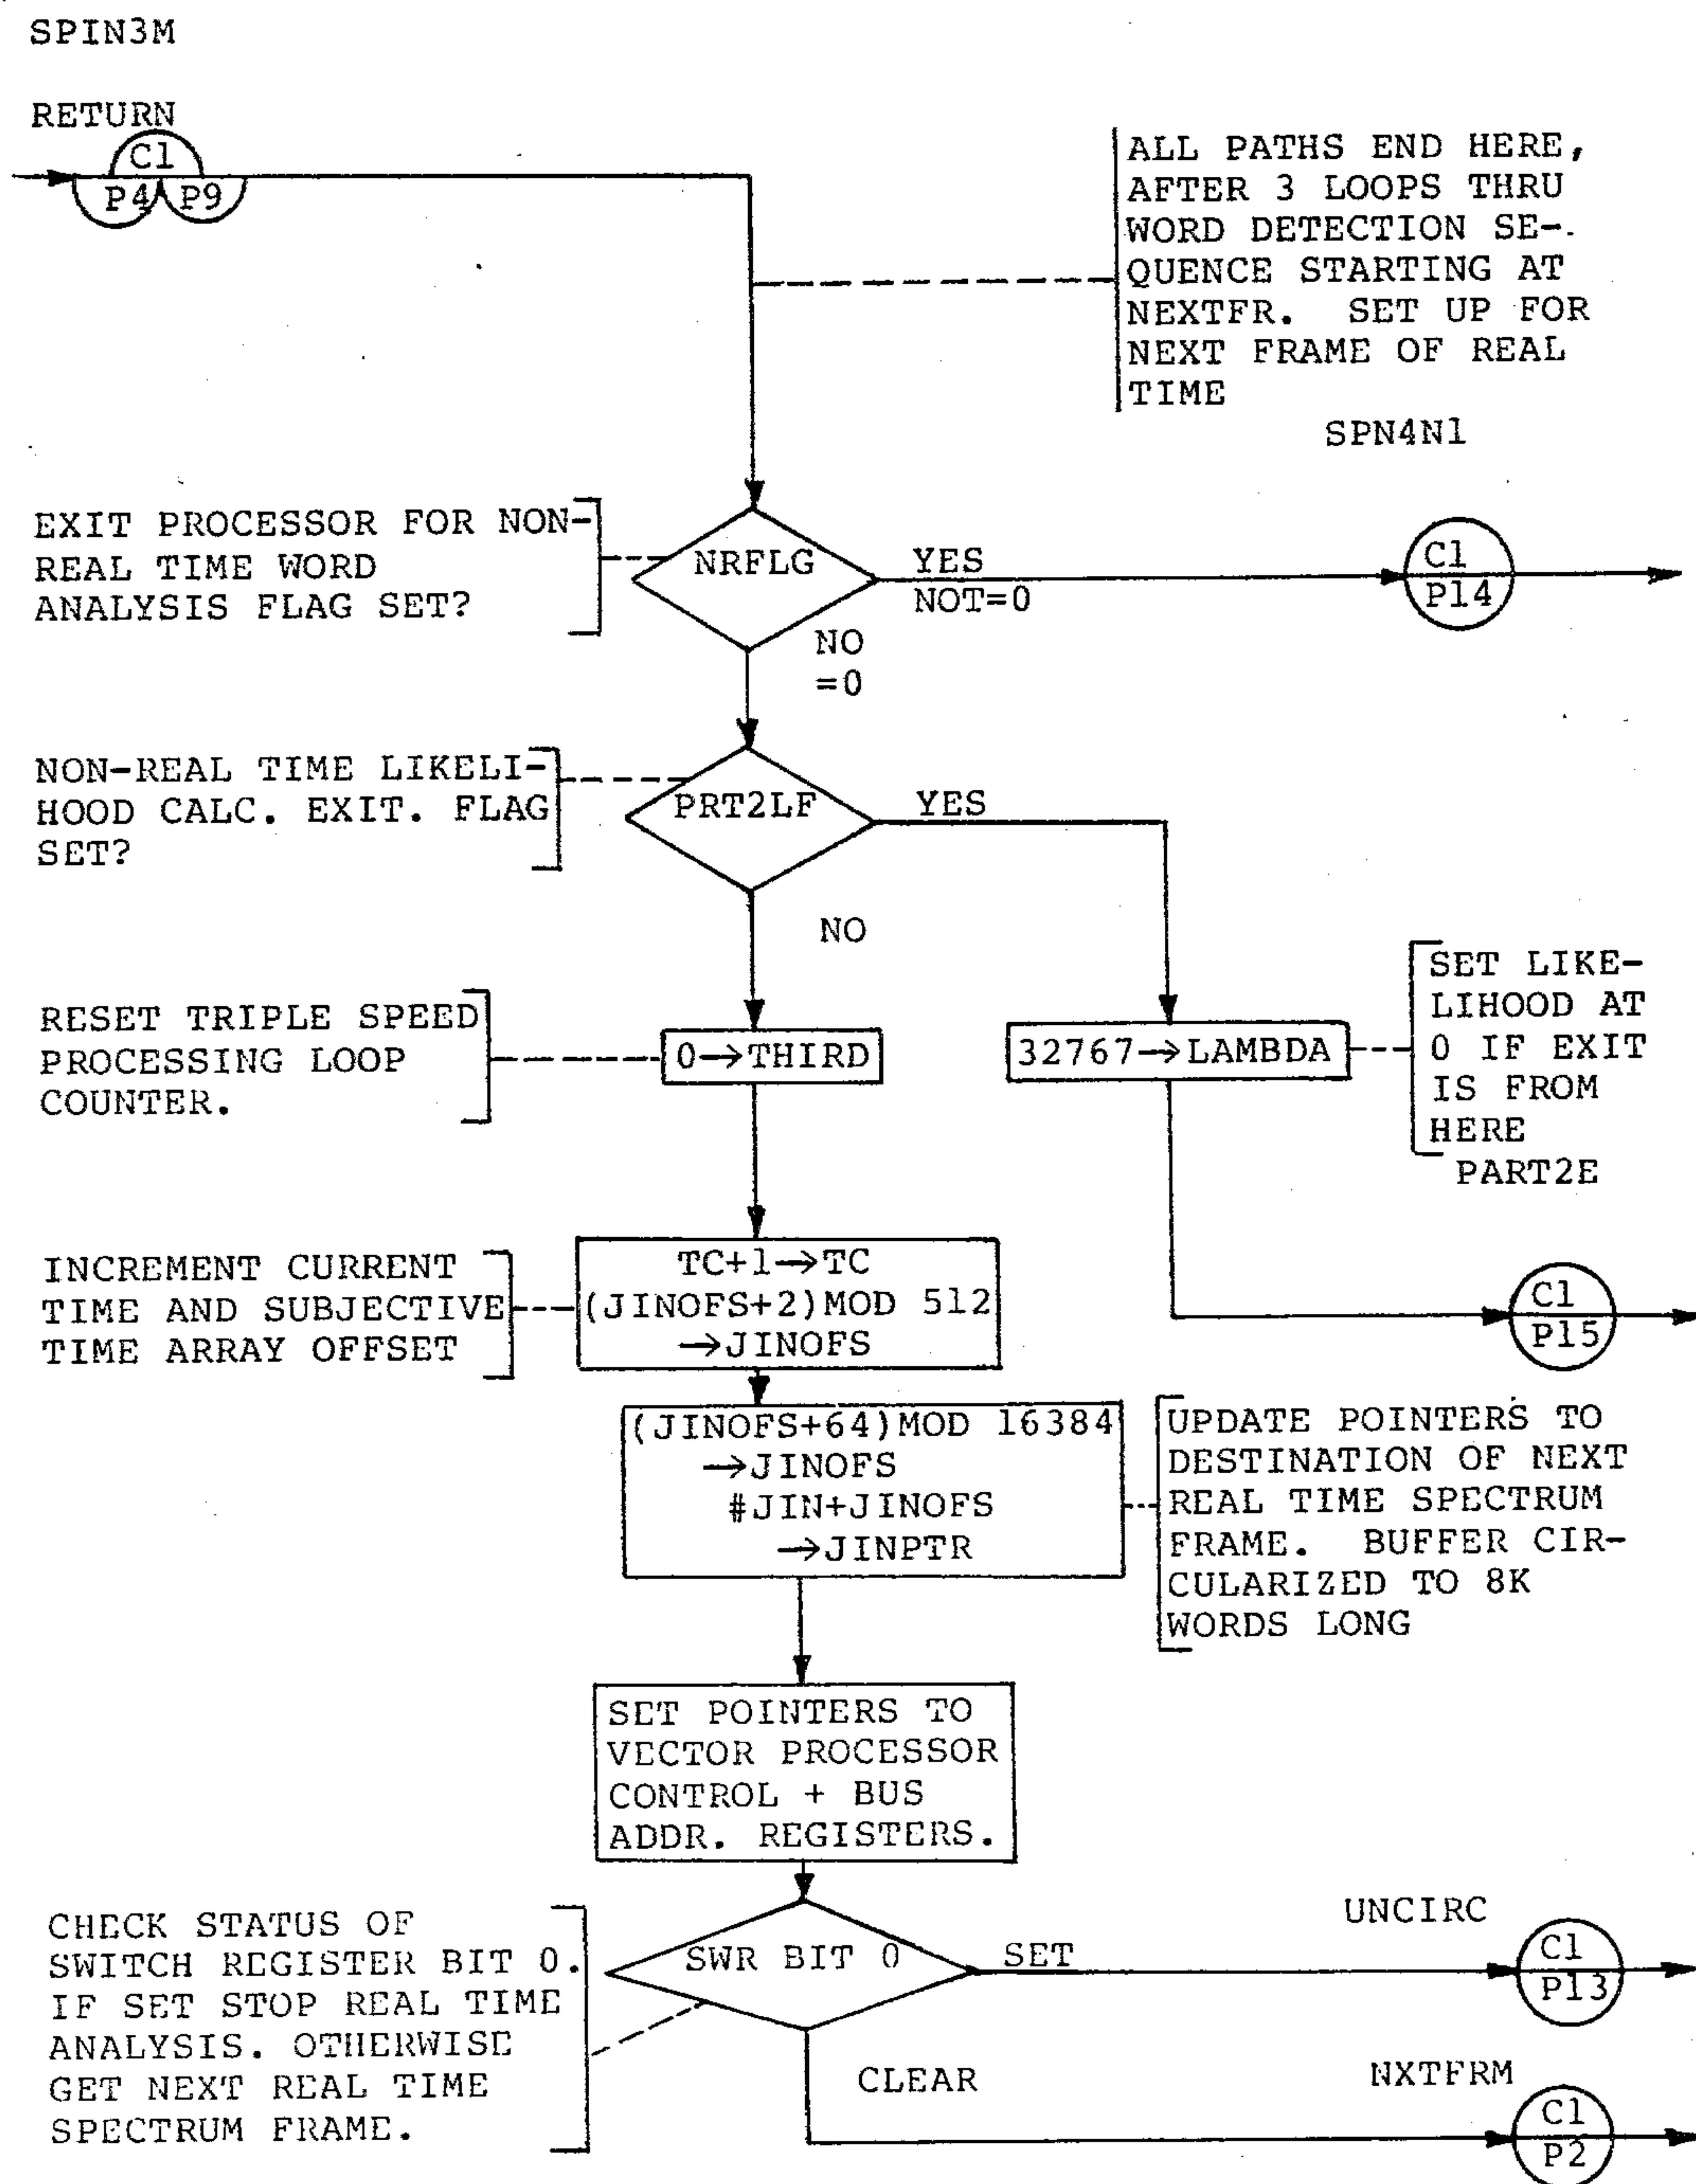 SPIN3M
RETURN
C1
P4 P9
ALL PATHS END HERE,
AFTER 3 LOOPS THRU
WORD DETECTION SE-
QUENCE STARTING AT
NEXTFR. SET UP FOR
NEXT FRAME OF REAL
TIME
SPN4N1
EXIT PROCESSOR FOR NON-
REAL TIME WORD
ANALYSIS FLAG SET?
NRFLG
YES
NOT=0
C1
P14
NO
=0
NON-REAL TIME LIKELI-
HOOD CALC. EXIT. FLAG
SET?
PRT2LF
YES
NO
RESET TRIPLE SPEED
PROCESSING LOOP
COUNTER.
0→THIRD
32767→LAMBDA
SET LIKE-
LIHOOD AT
0 IF EXIT
IS FROM
HERE
PART2E
INCREMENT CURRENT
TIME AND SUBJECTIVE
TIME ARRAY OFFSET
TC+1→TC
(JINOFS+2)MOD 512
→JINOFS
C1
P15
(JINOFS+64)MOD 16384
→JINOFS
#JIN+JINOFS
→JINPTR
UPDATE POINTERS TO
DESTINATION OF NEXT
REAL TIME SPECTRUM
FRAME. BUFFER CIR-
CULARIZED TO 8K
WORDS LONG
SET POINTERS TO
VECTOR PROCESSOR
CONTROL + BUS
ADDR. REGISTERS.
CHECK STATUS OF
SWITCH REGISTER BIT 0.
IF SET STOP REAL TIME
ANALYSIS. OTHERWISE
GET NEXT REAL TIME
SPECTRUM FRAME.
SWR BIT 0
SET
UNCIRC
C1
P13
CLEAR
NXTFRM
C1
P2